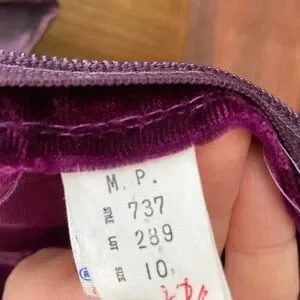 M. P.
STYLE 737
LOT 289
SIZE 10